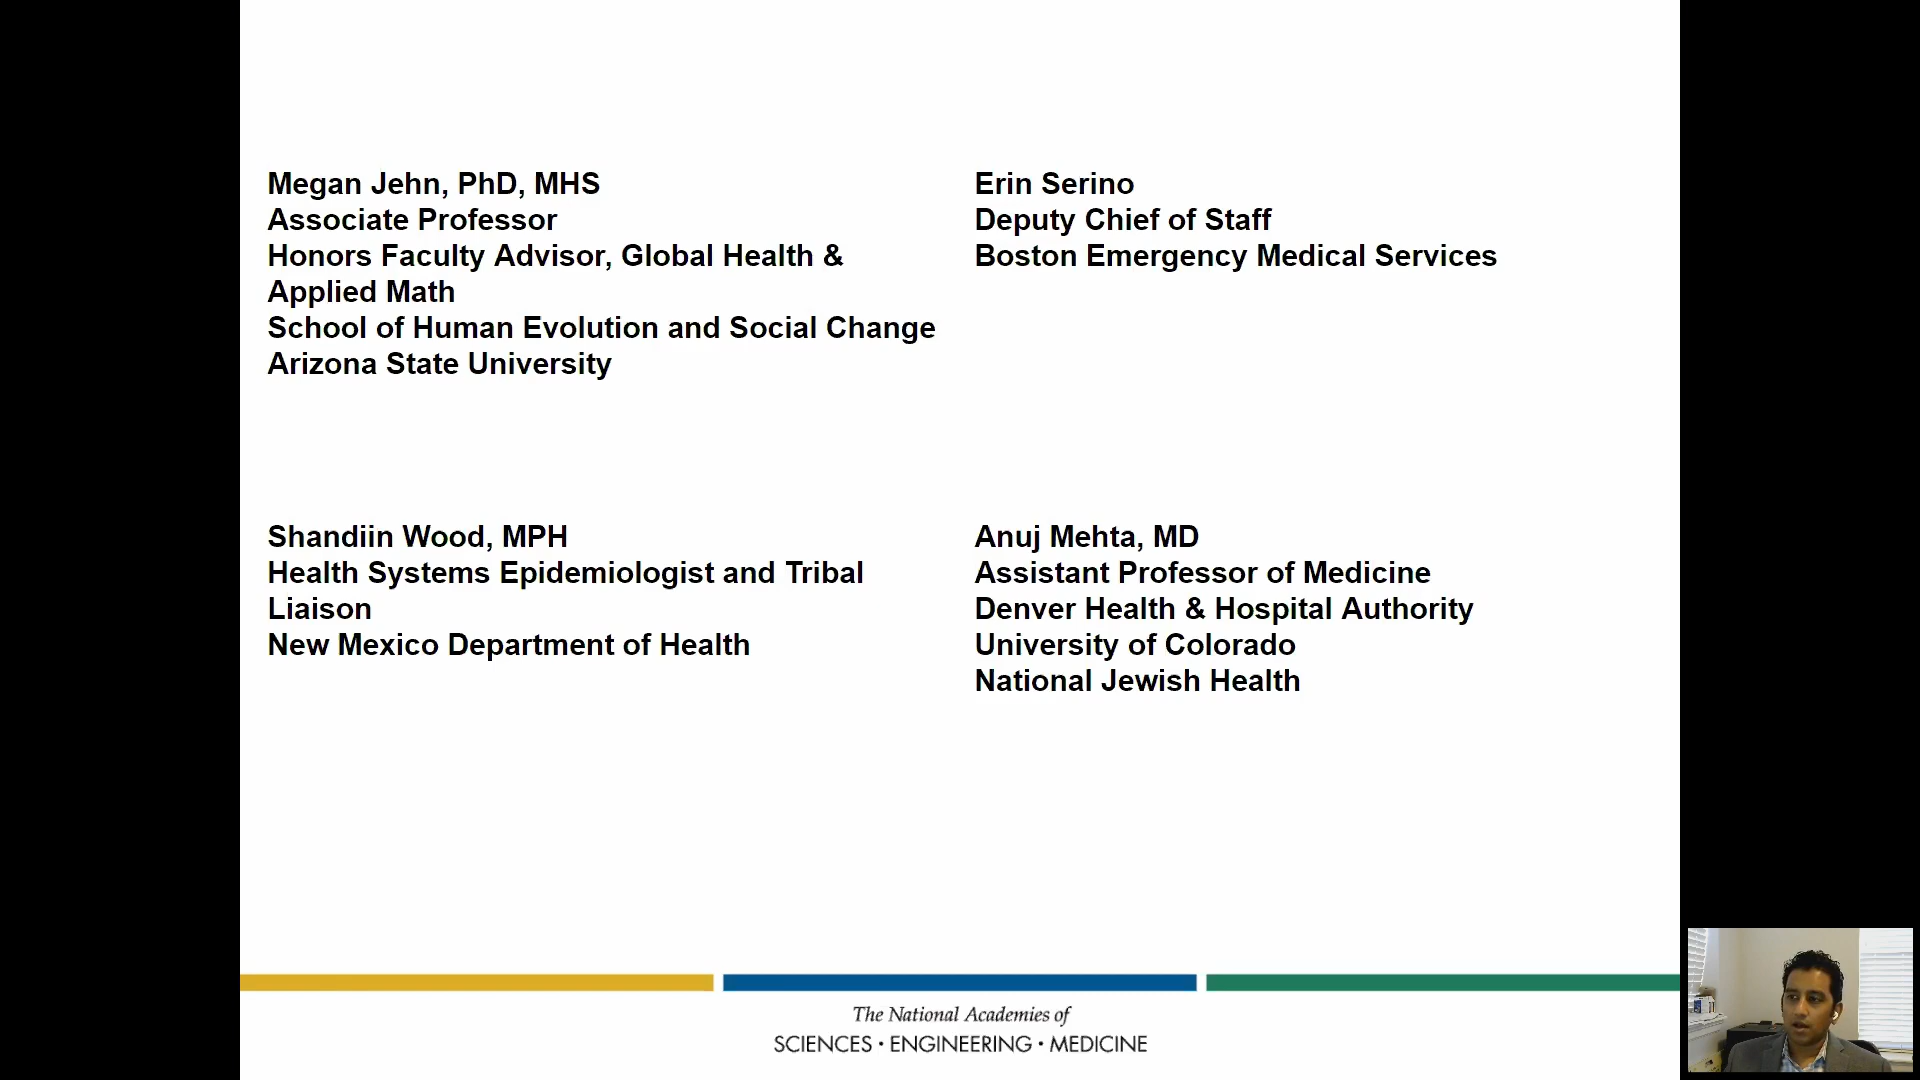 Megan Jehn, PhD, MHS
Associate Professor
Honors Faculty Advisor, Global Health &
Applied Math
School of Human Evolution and Social Change
Arizona State University
Erin Serino
Deputy Chief of Staff
Boston Emergency Medical Services
Shandiin Wood, MPH
Health Systems Epidemiologist and Tribal
Liaison
New Mexico Department of Health
Anuj Mehta, MD
Assistant Professor of Medicine
Denver Health & Hospital Authority
University of Colorado
National Jewish Health
The National Academies of
SCIENCES • ENGINEERING • MEDICINE